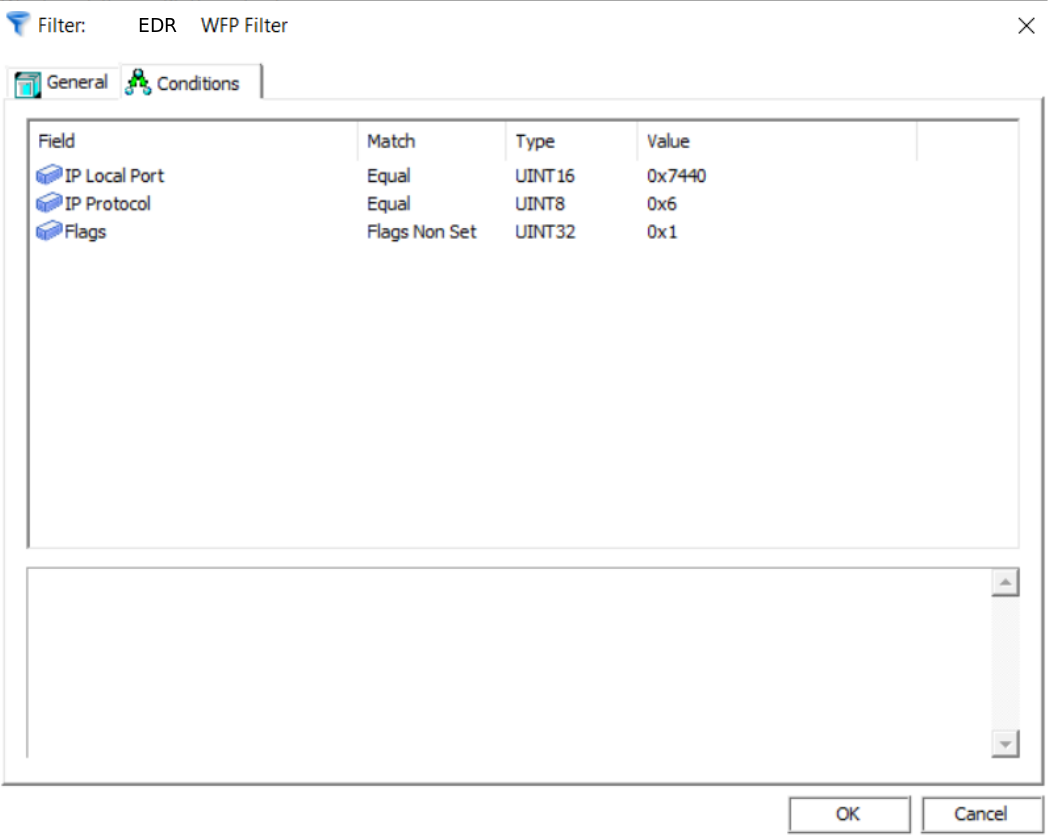 Filter: EDR WFP Filter
General Conditions
Field Match Type Value
IP Local Port Equal UINT16 0x7440
IP Protocol Equal UINT8 0x6
Flags Flags Non Set UINT32 0x1
OK Cancel